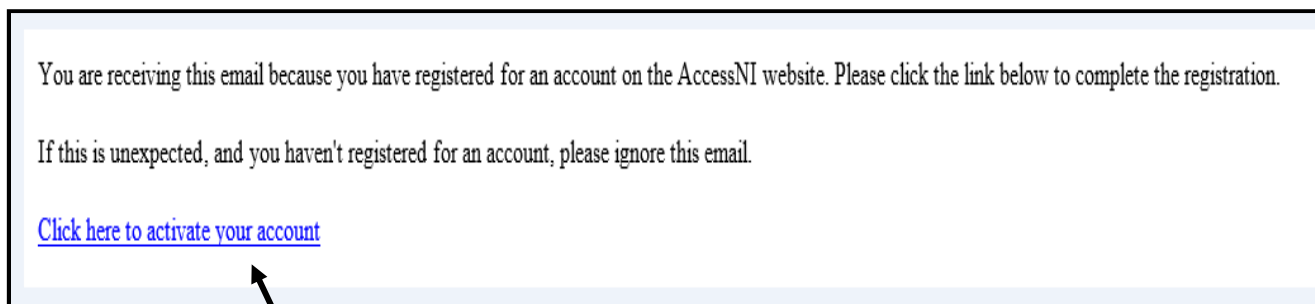 You are receiving this email because you have registered for an account on the AccessNI website. Please click the link below to complete the registration.
If this is unexpected, and you haven't registered for an account, please ignore this email.
Click here to activate your account